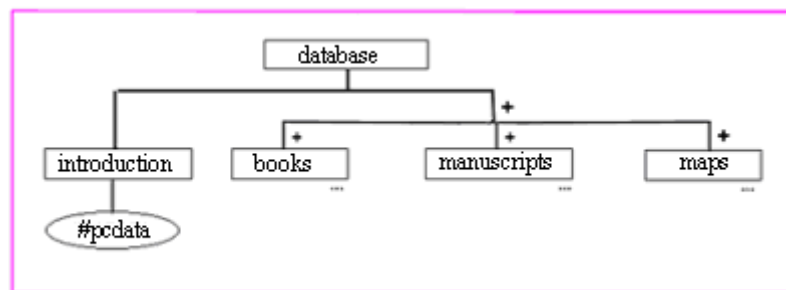 database
+
+ + +
introduction books manuscripts maps
... ... ...
#pcdata